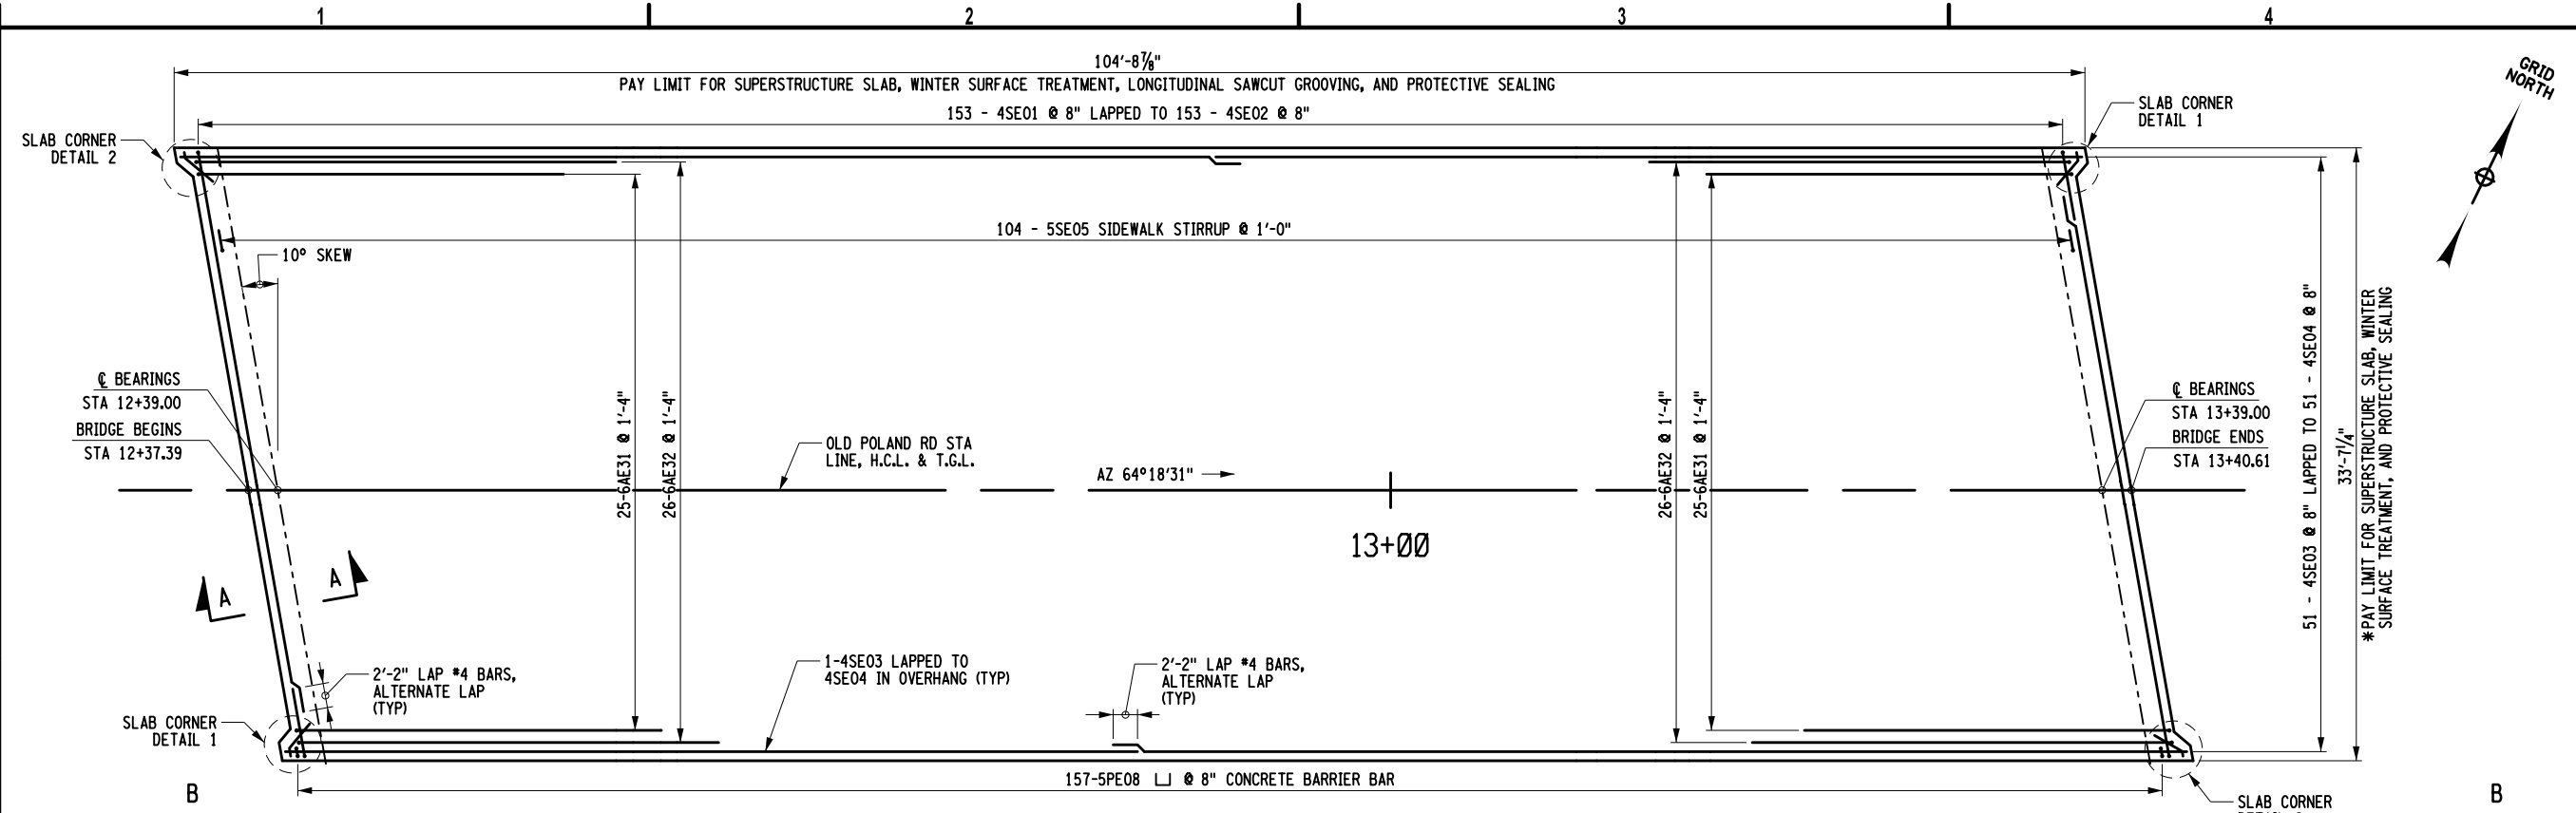 1
2
3
4
104'-8⅞"
PAY LIMIT FOR SUPERSTRUCTURE SLAB, WINTER SURFACE TREATMENT, LONGITUDINAL SAWCUT GROOVING, AND PROTECTIVE SEALING
153 - 4SE01 @ 8" LAPPED TO 153 - 4SE02 @ 8"
SLAB CORNER
DETAIL 2
SLAB CORNER
DETAIL 1
GRID
NORTH
104 - 5SE05 SIDEWALK STIRRUP @ 1'-0"
10° SKEW
℄ BEARINGS
STA 12+39.00
BRIDGE BEGINS
STA 12+37.39
25-6AE31 @ 1'-4"
26-6AE32 @ 1'-4"
OLD POLAND RD STA
LINE, H.C.L. & T.G.L.
AZ 64°18'31"
13+00
26-6AE32 @ 1'-4"
25-6AE31 @ 1'-4"
℄ BEARINGS
STA 13+39.00
BRIDGE ENDS
STA 13+40.61
51 - 4SE03 @ 8" LAPPED TO 51 - 4SE04 @ 8"
33'-7¼"
*PAY LIMIT FOR SUPERSTRUCTURE SLAB, WINTER
SURFACE TREATMENT, AND PROTECTIVE SEALING
A
A
2'-2" LAP #4 BARS,
ALTERNATE LAP
(TYP)
1-4SE03 LAPPED TO
4SE04 IN OVERHANG (TYP)
2'-2" LAP #4 BARS,
ALTERNATE LAP
(TYP)
SLAB CORNER
DETAIL 1
157-5PE08 ⊔ @ 8" CONCRETE BARRIER BAR
B
B
SLAB CORNER